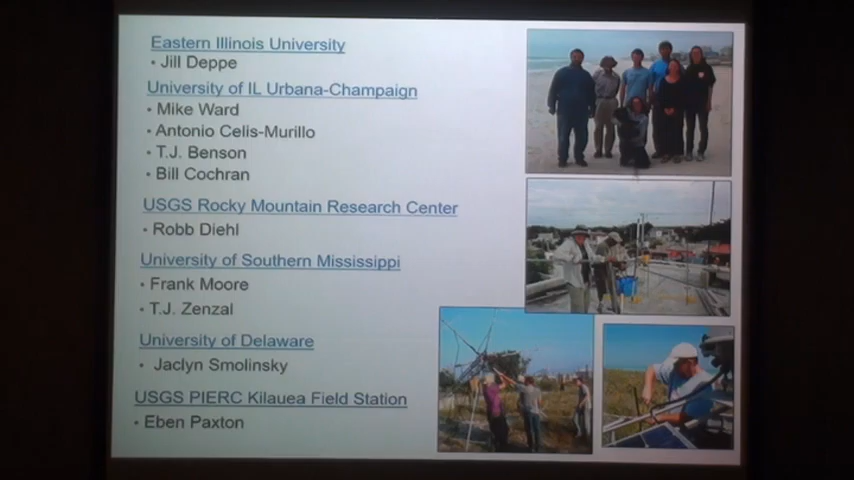 Eastern Illinois University
• Jill Deppe
University of IL Urbana-Champaign
• Mike Ward
• Antonio Celis-Murillo
• T.J. Benson
• Bill Cochran
USGS Rocky Mountain Research Center
• Robb Diehl
University of Southern Mississippi
• Frank Moore
• T.J. Zenzal
University of Delaware
• Jaclyn Smolinsky
USGS PIERC Kilauea Field Station
• Eben Paxton